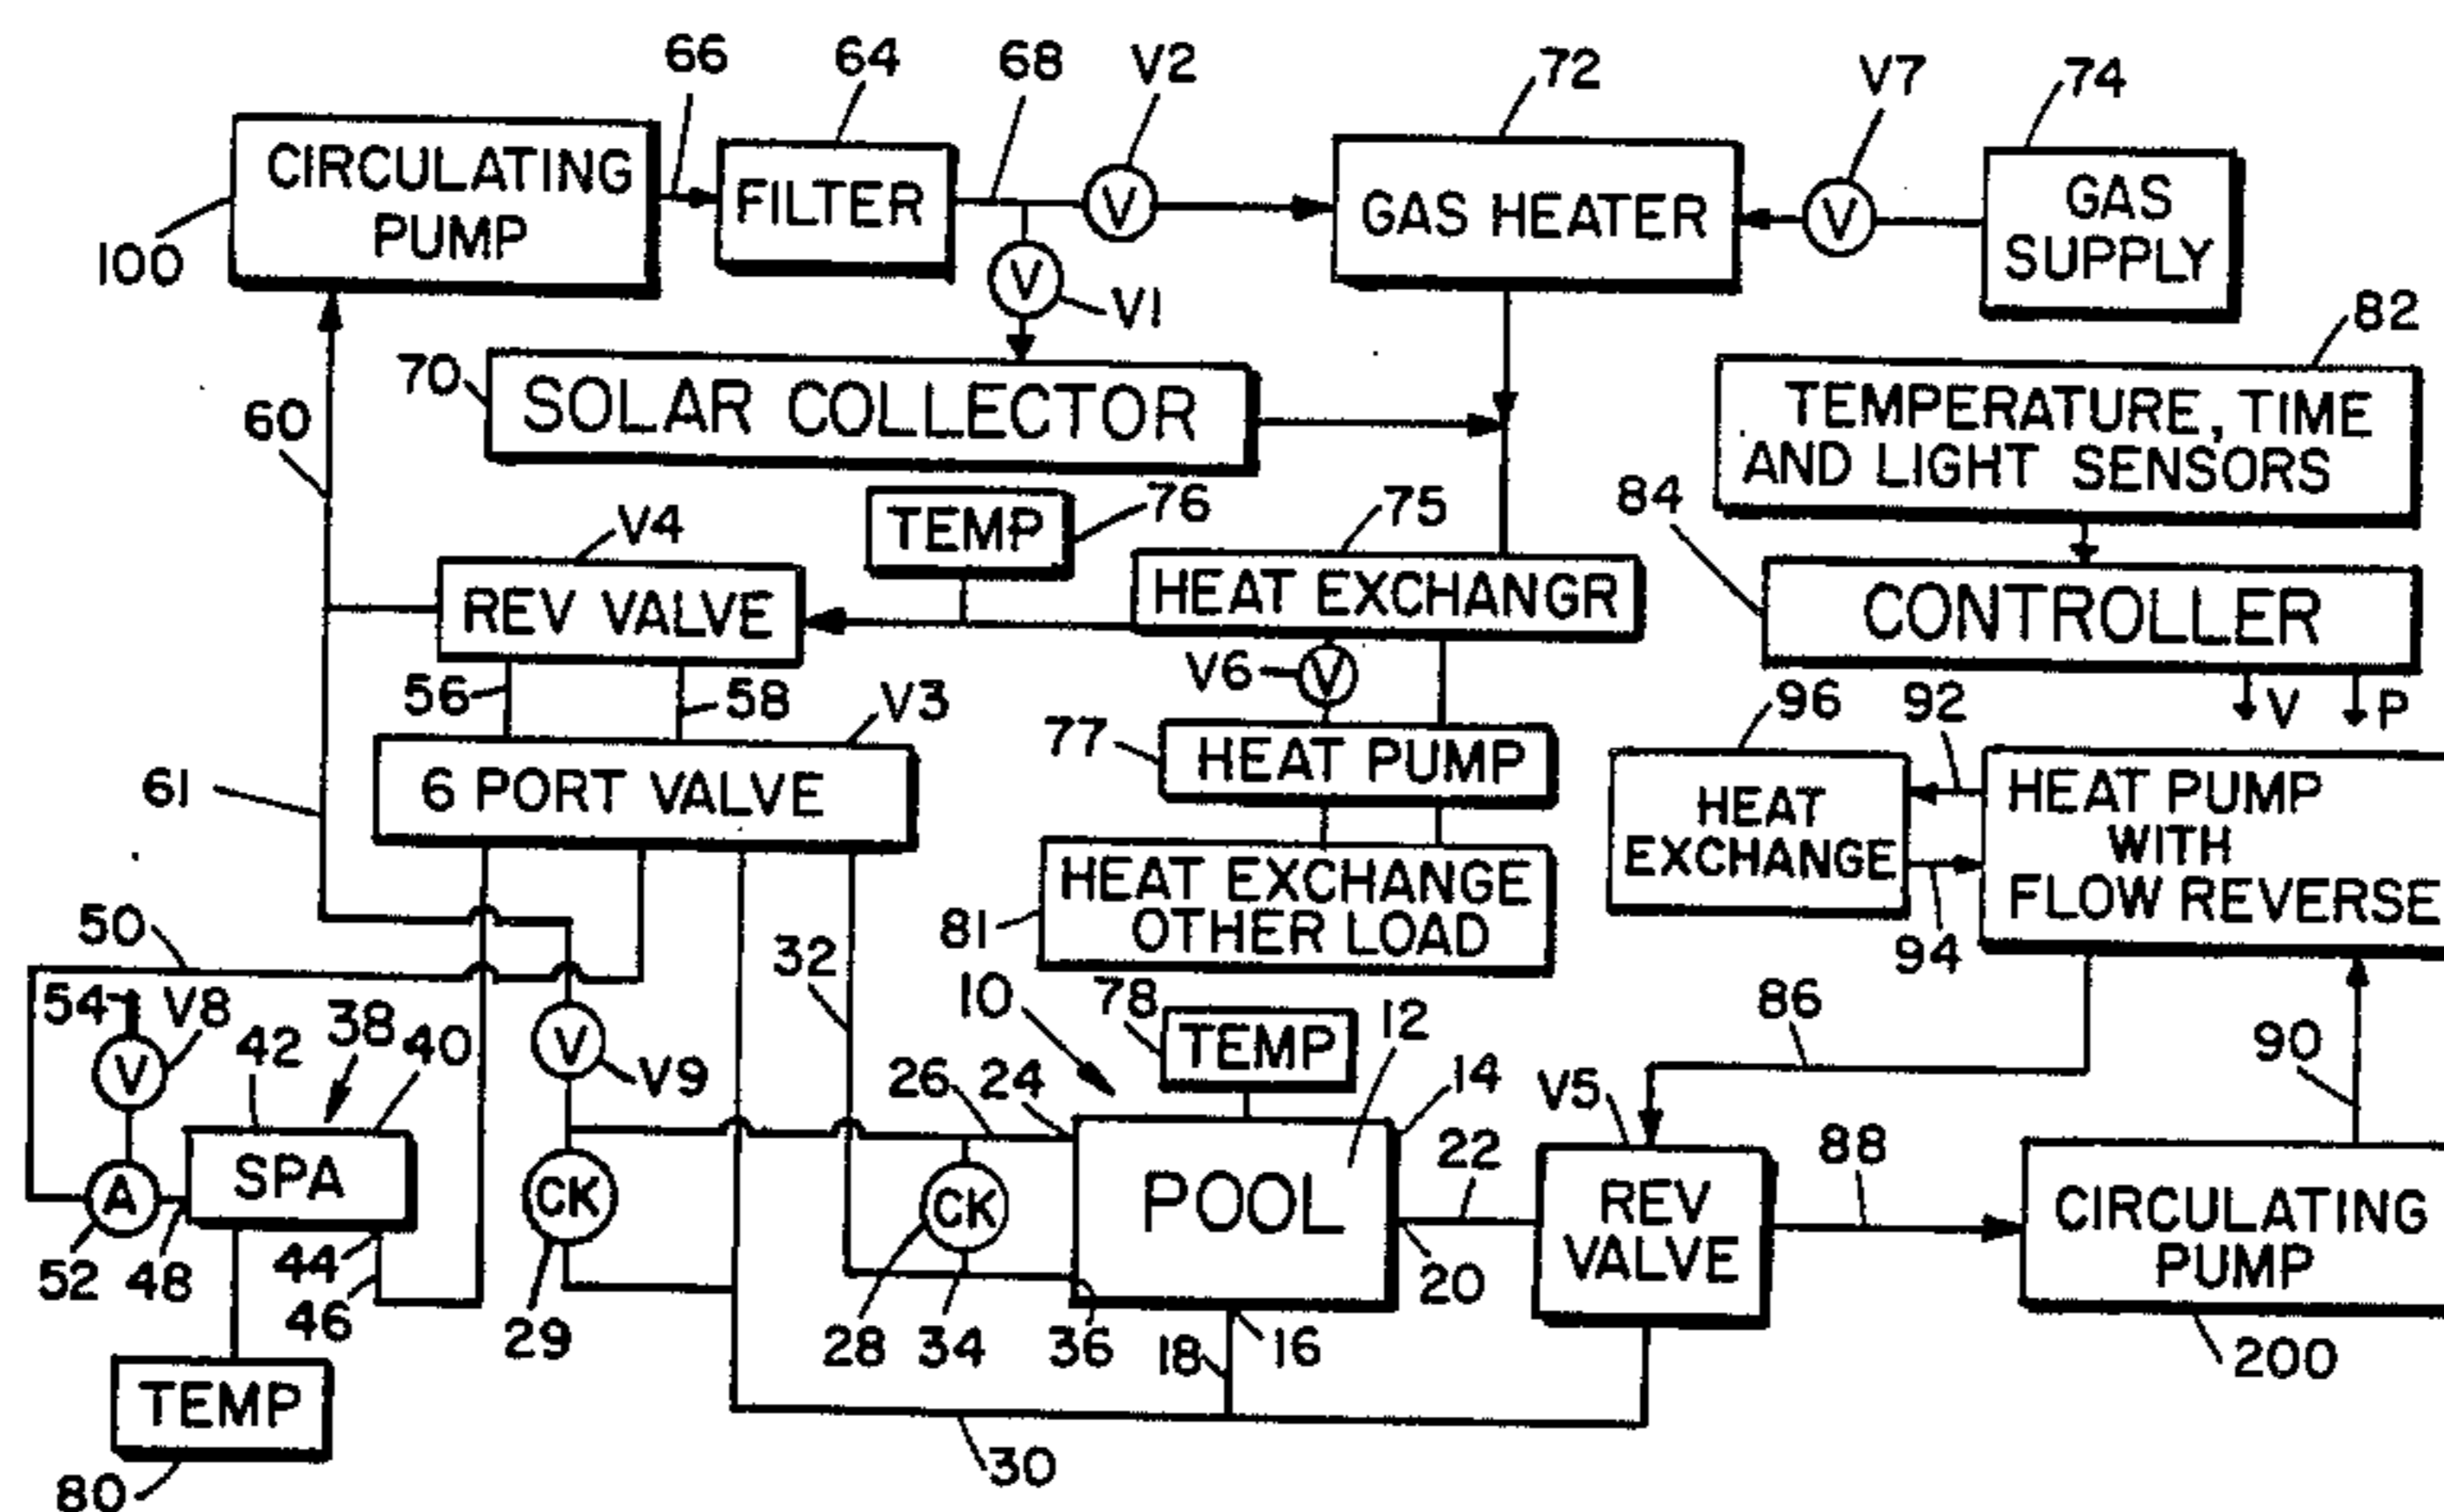 66
64
68
V2
72
V7
74
CIRCULATING
PUMP
FILTER
V
GAS HEATER
V
GAS
SUPPLY
100
V
V1
82
70
SOLAR COLLECTOR
TEMPERATURE, TIME
AND LIGHT SENSORS
60
V4
TEMP
76
75
84
REV VALVE
HEAT EXCHANGR
CONTROLLER
56
58
V3
V6
V
96
92
V
P
77
HEAT PUMP
61
6 PORT VALVE
HEAT
EXCHANGE
HEAT PUMP
WITH
FLOW REVERSE
HEAT EXCHANGE
OTHER LOAD
81
50
32
94
54
V8
42
38
40
V
V
V9
10
78
TEMP
12
86
90
26
24
14
V5
22
88
SPA
A
CK
CK
POOL
REV
VALVE
CIRCULATING
PUMP
52
48
44
46
29
28
34
36
18
16
20
200
TEMP
80
30